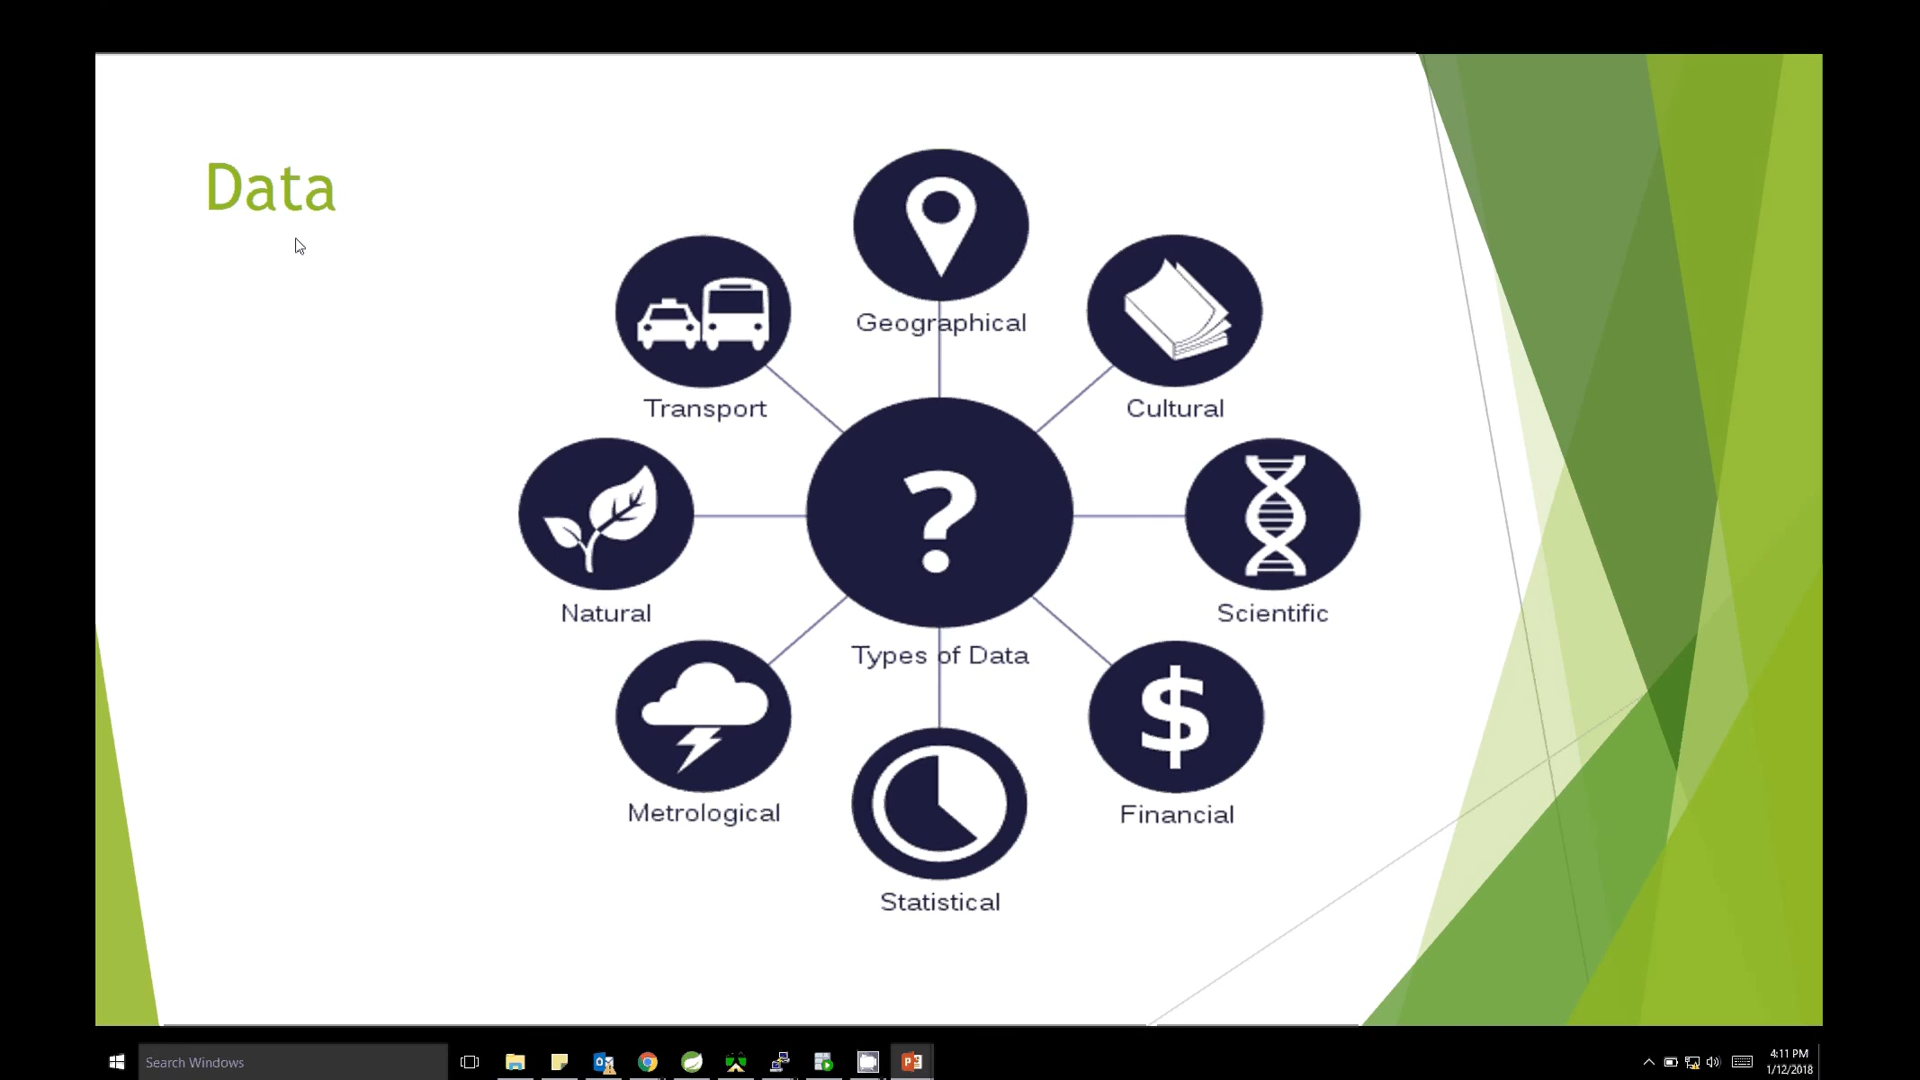 Data
Geographical
Transport
Cultural
?
Natural
Scientific
Types of Data
$
Metrological
Financial
Statistical
Search Windows
4:11 PM
1/12/2018